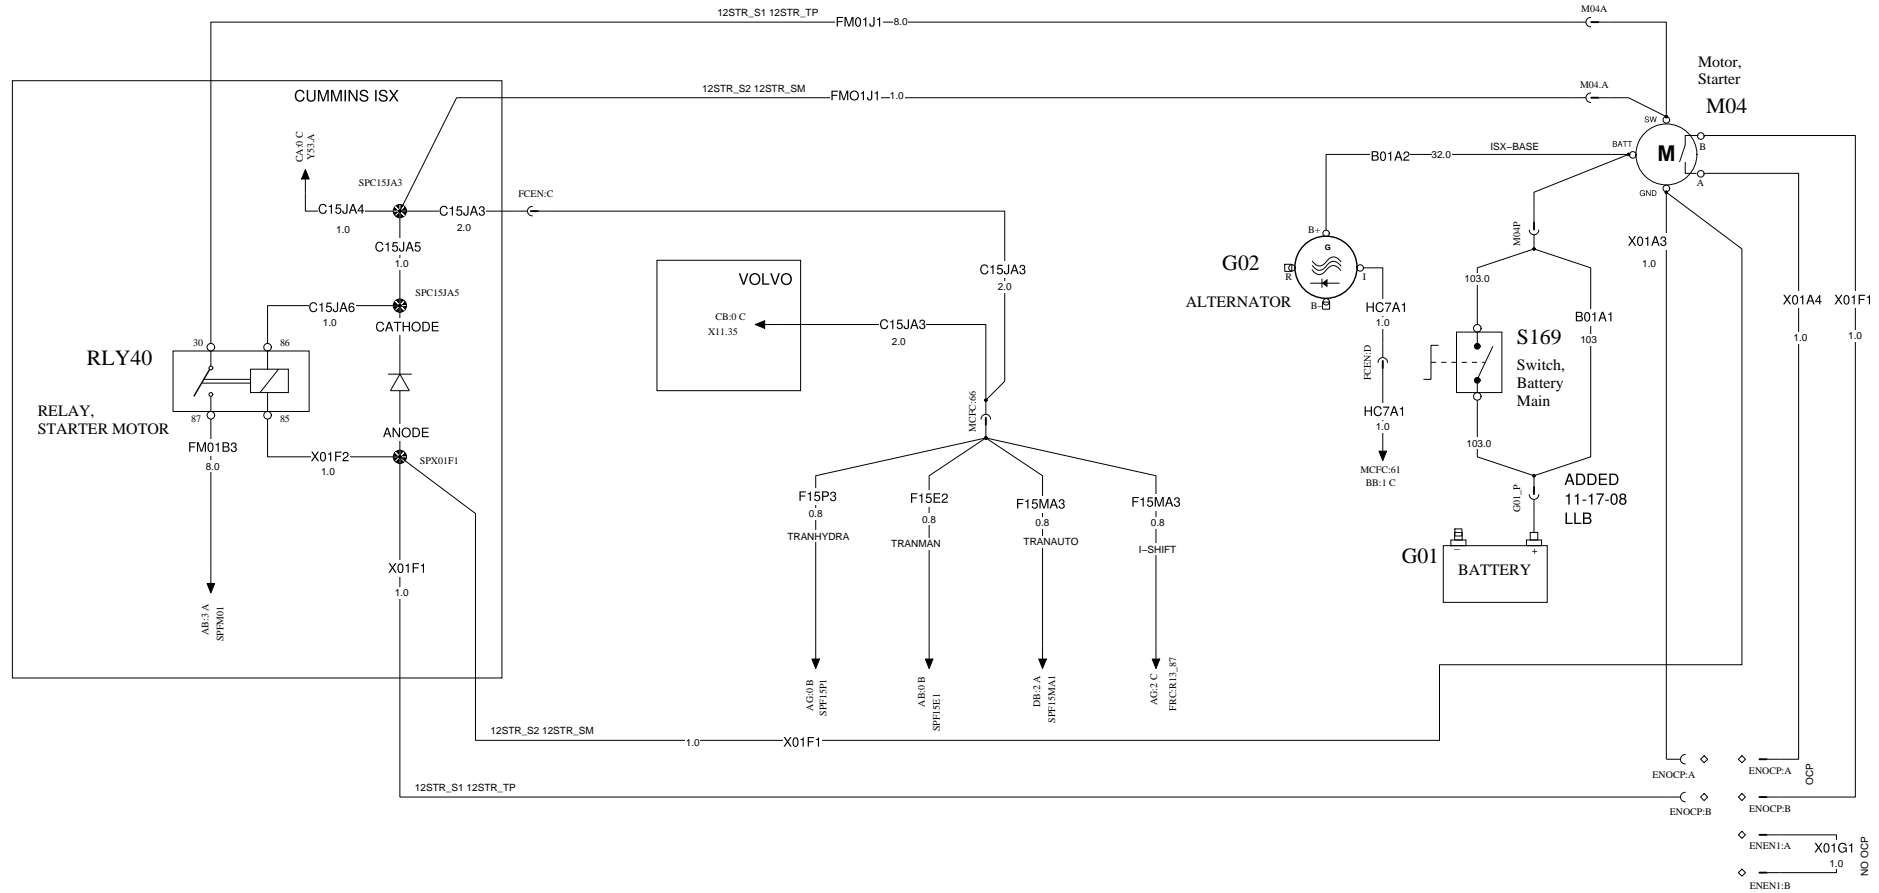 12STR_S1 12STR_TP
FM01J1
8.0
M04A
Motor,
Starter
M04
CUMMINS ISX
12STR_S2 12STR_SM
FMO1J1
1.0
M04.A
SW
B
BATT
M
A
GND
B01A2
32.0
ISX-BASE
CA:0 C
Y53.A
SPC15JA3
C15JA4
1.0
C15JA3
2.0
FCEN:C
C15JA5
1.0
SPC15JA5
C15JA6
1.0
CATHODE
30
86
RLY40
RELAY,
STARTER MOTOR
87
85
FM01B3
8.0
ANODE
X01F2
1.0
SPX01F1
X01F1
1.0
AB:3 A
SPFM01
VOLVO
CB:0 C
X11.35
C15JA3
2.0
C15JA3
2.0
MCFC:66
F15P3
0.8
TRANHYDRA
AG:0 B
SPF15P1
F15E2
0.8
TRANMAN
AB:0 B
SPF15E1
F15MA3
0.8
TRANAUTO
DB:2 A
SPF15MA1
F15MA3
0.8
I-SHIFT
AG:2 C
FRC:R13_87
G02
ALTERNATOR
B+
G
R
I
B-
HC7A1
1.0
FCEN:D
HC7A1
1.0
MCFC:61
BB:1 C
M04P
103.0
S169
Switch,
Battery
Main
103.0
B01A1
103
G01_P
ADDED
11-17-08
LLB
G01
–
+
BATTERY
X01A3
1.0
X01A4
1.0
X01F1
1.0
12STR_S2 12STR_SM
1.0
X01F1
12STR_S1 12STR_TP
ENOCP:A
ENOCP:A
OCP
ENOCP:B
ENOCP:B
ENEN1:A
X01G1
1.0
NO OCP
ENEN1:B